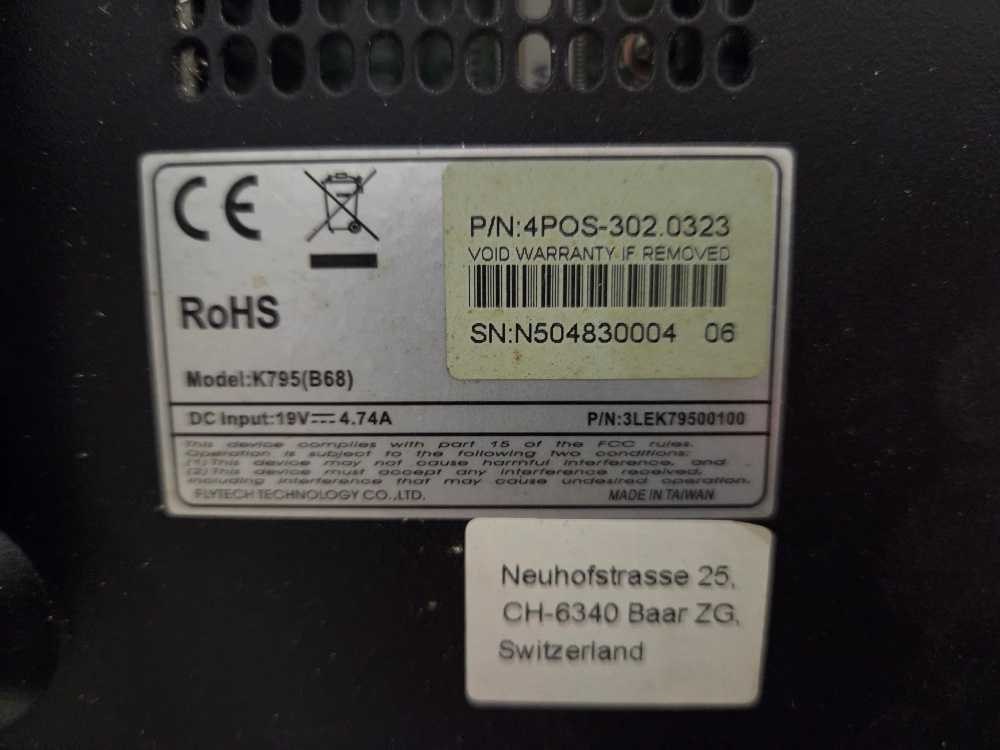 CE
P/N:4POS-302.0323
VOID WARRANTY IF REMOVED
SN:N504830004 06
RoHS
Model:K795(B68)
DC Input:19V⎓4.74A P/N:3LEK79500100
This device complies with part 15 of the FCC rules.
Operation is subject to the following two conditions:
(1)This device may not cause harmful interference, and
(2)This device must accept any interference received,
including interference that may cause undesired operation.
FLYTECH TECHNOLOGY CO.,LTD. MADE IN TAIWAN
Neuhofstrasse 25,
CH-6340 Baar ZG,
Switzerland